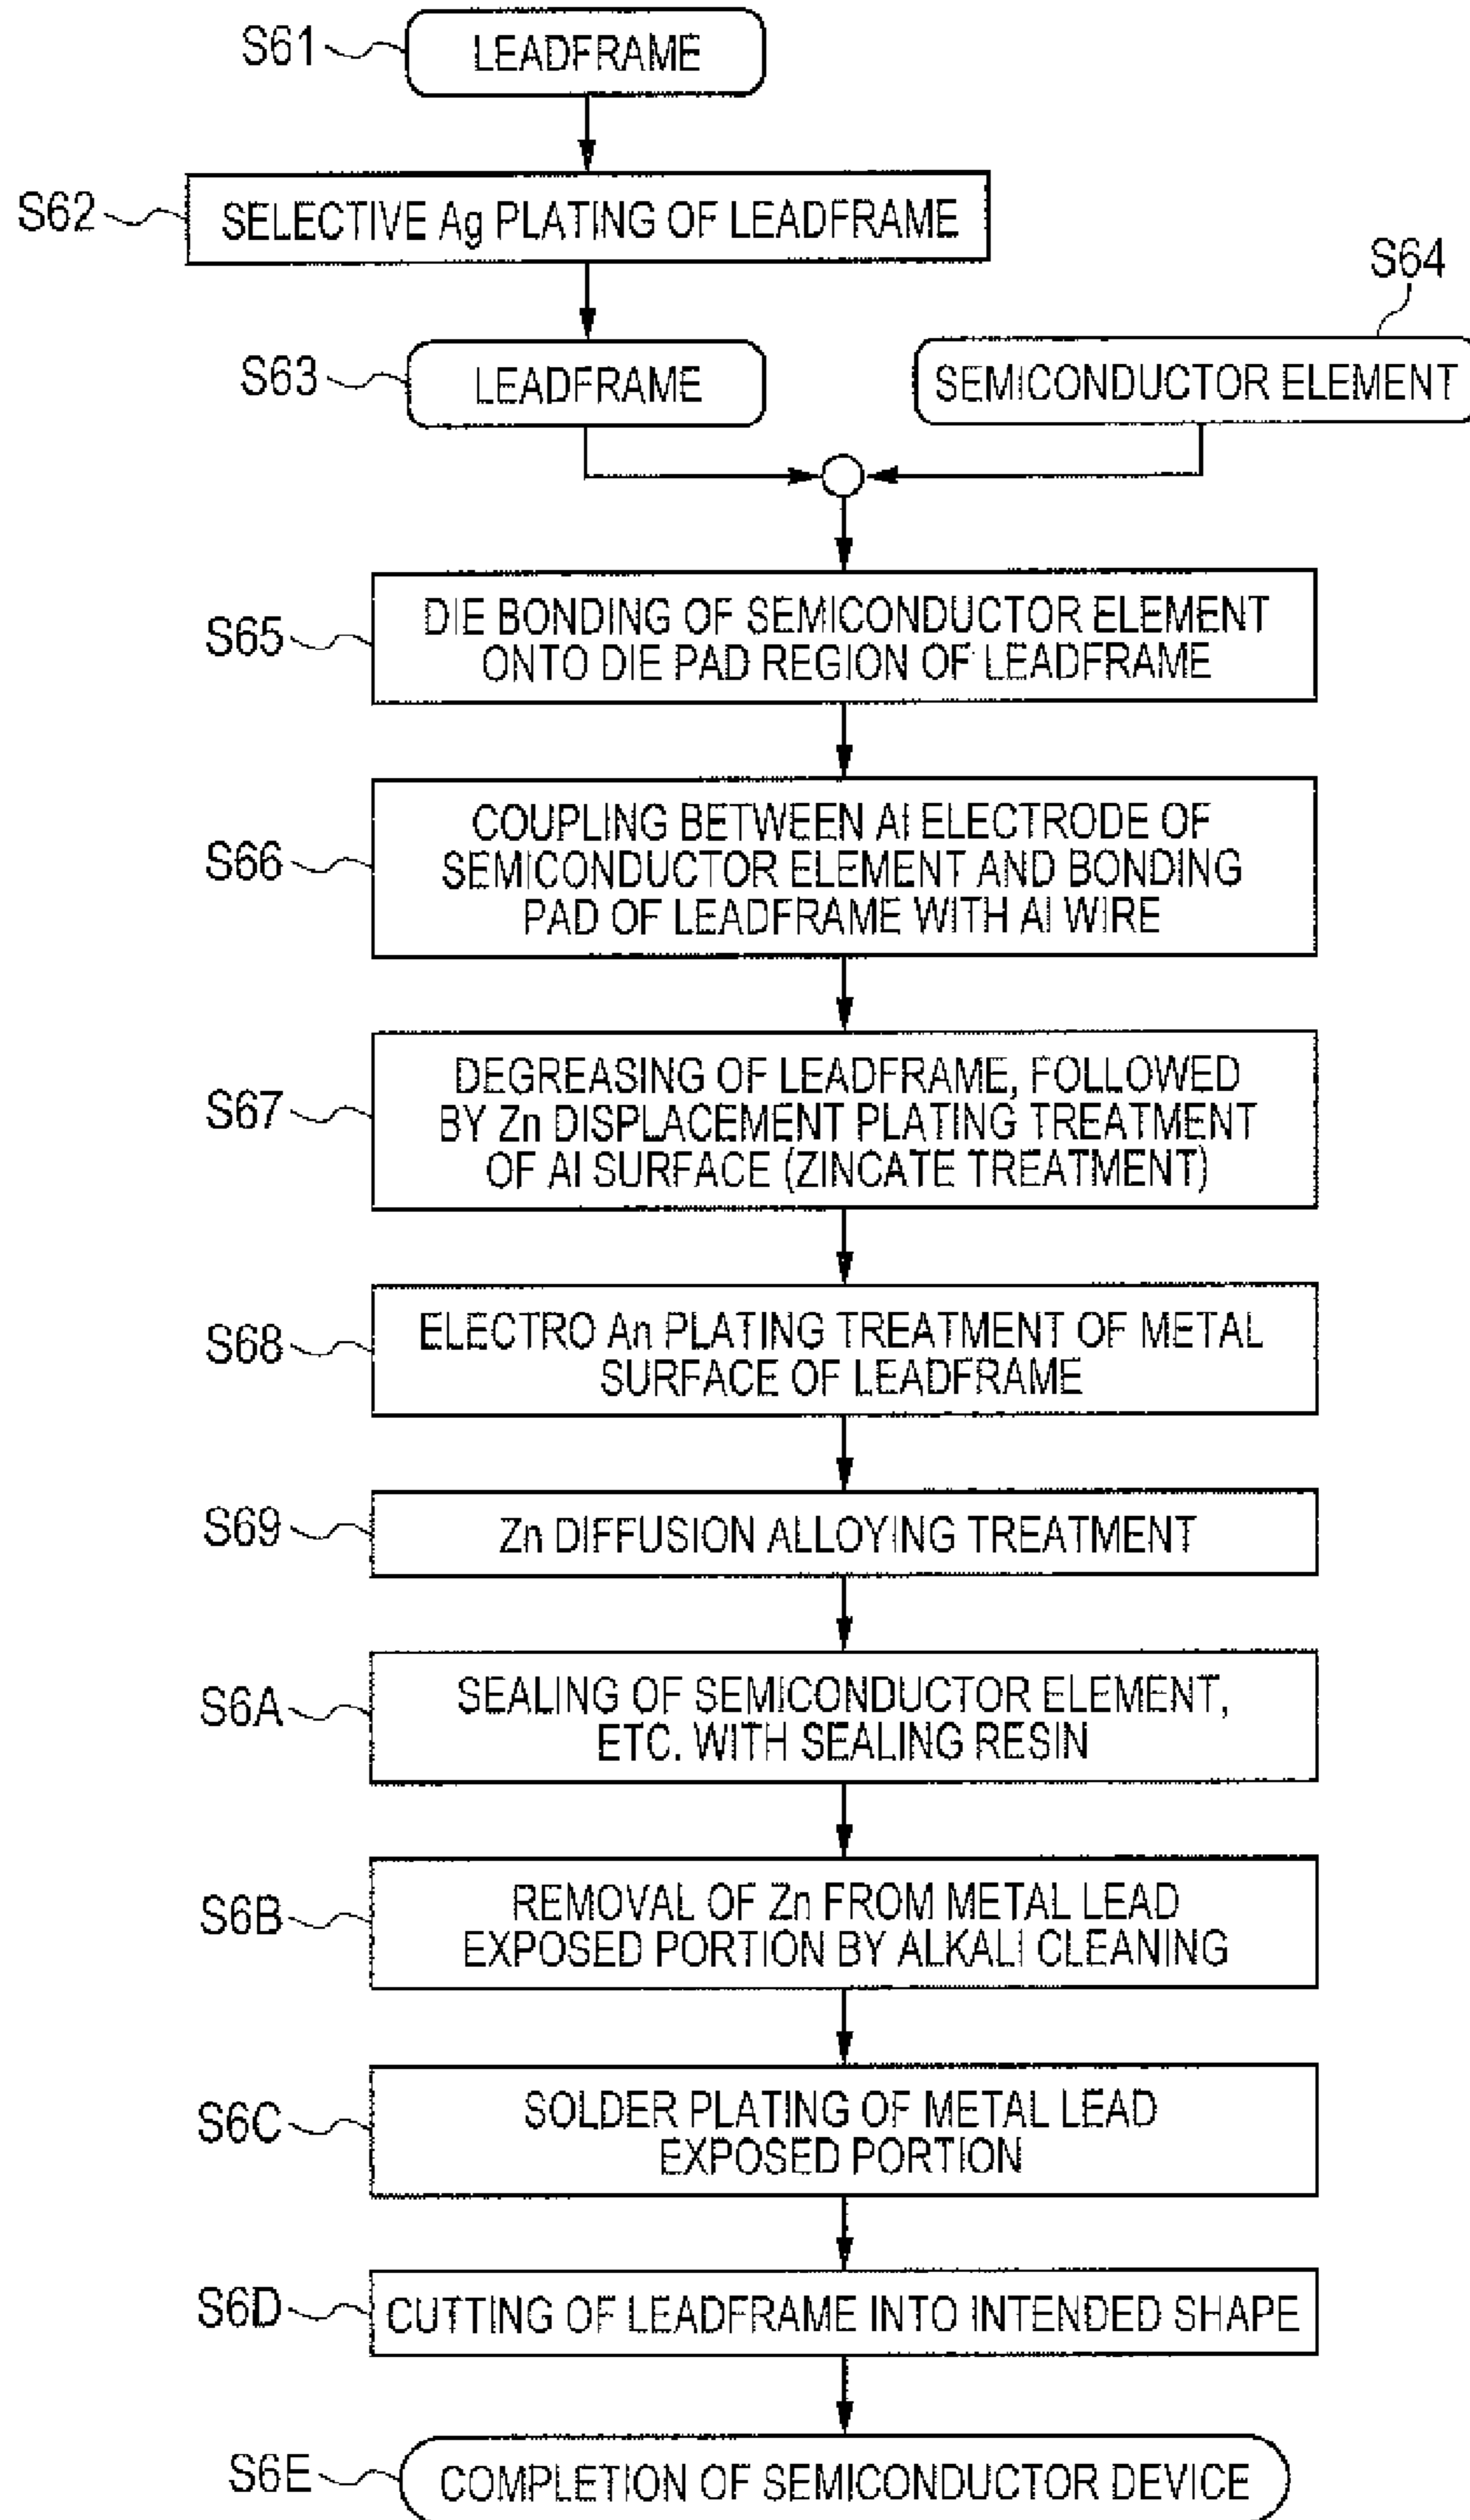 S61
LEADFRAME
S62
SELECTIVE Ag PLATING OF LEADFRAME
S64
S63
LEADFRAME
SEMICONDUCTOR ELEMENT
S65
DIE BONDING OF SEMICONDUCTOR ELEMENT
ONTO DIE PAD REGION OF LEADFRAME
S66
COUPLING BETWEEN Al ELECTRODE OF
SEMICONDUCTOR ELEMENT AND BONDING
PAD OF LEADFRAME WITH Al WIRE
S67
DEGREASING OF LEADFRAME, FOLLOWED
BY Zn DISPLACEMENT PLATING TREATMENT
OF Al SURFACE (ZINCATE TREATMENT)
S68
ELECTRO An PLATING TREATMENT OF METAL
SURFACE OF LEADFRAME
S69
Zn DIFFUSION ALLOYING TREATMENT
S6A
SEALING OF SEMICONDUCTOR ELEMENT,
ETC. WITH SEALING RESIN
S6B
REMOVAL OF Zn FROM METAL LEAD
EXPOSED PORTION BY ALKALI CLEANING
S6C
SOLDER PLATING OF METAL LEAD
EXPOSED PORTION
S6D
CUTTING OF LEADFRAME INTO INTENDED SHAPE
S6E
COMPLETION OF SEMICONDUCTOR DEVICE